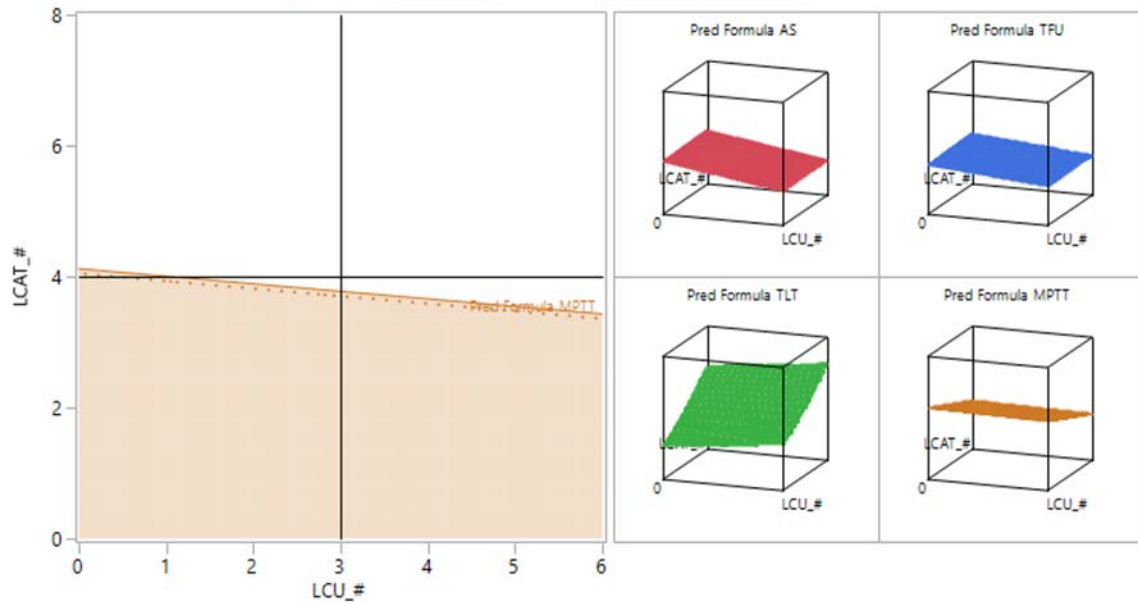 8
6
4
2
0
LCAT_#
0 1 2 3 4 5 6
LCU_#
Pred Formula MPTT
Pred Formula AS
LCAT_#
0
LCU_#
Pred Formula TFU
LCAT_#
0
LCU_#
Pred Formula TLT
LCAT_#
0
LCU_#
Pred Formula MPTT
LCAT_#
0
LCU_#